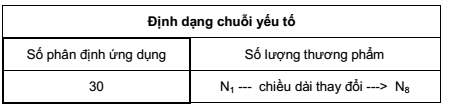 Định dạng chuỗi yếu tố
Số phân định ứng dụng Số lượng thương phẩm
30 N₁ --- chiều dài thay đổi ---> N₈